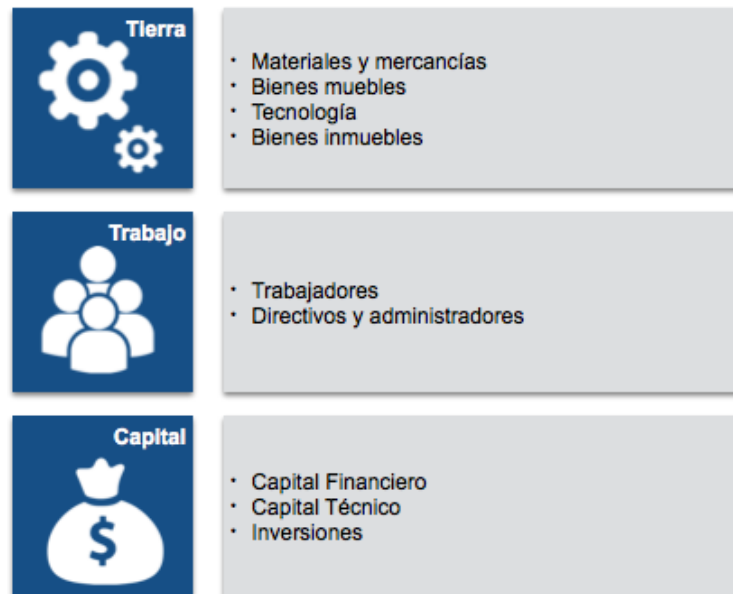 Tierra
· Materiales y mercancías
· Bienes muebles
· Tecnología
· Bienes inmuebles
Trabajo
· Trabajadores
· Directivos y administradores
Capital
$
· Capital Financiero
· Capital Técnico
· Inversiones